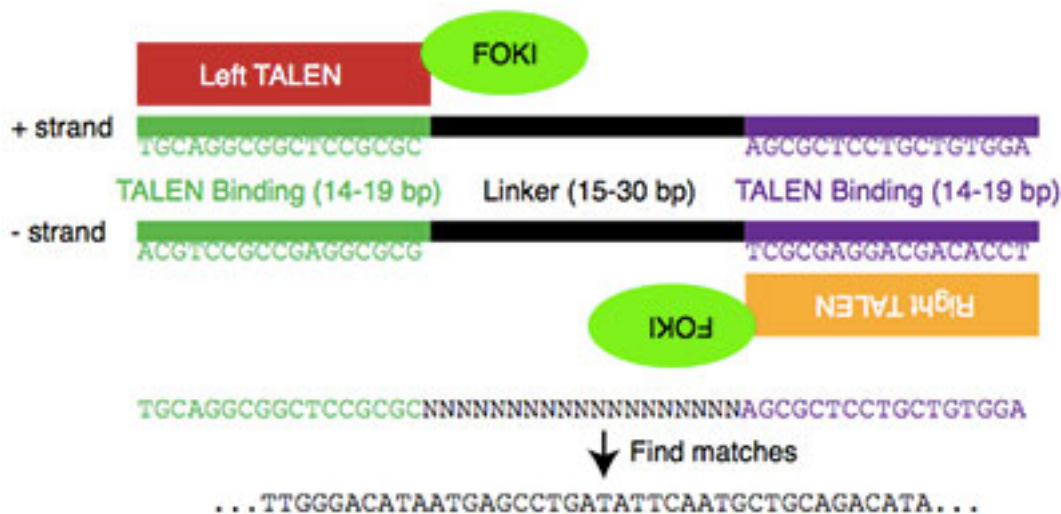 Left TALEN
FOKI
+ strand
TGCAGGCGGCTCCGCGC AGCGCTCCTGCTGTGGA
TALEN Binding (14-19 bp) Linker (15-30 bp) TALEN Binding (14-19 bp)
- strand
ACGTCCGCCGAGGCGCG TCGCGAGGACGACACCT
FOKI
Right TALEN
TGCAGGCGGCTCCGCGCNNNNNNNNNNNNNNNNNNNAGCGCTCCTGCTGTGGA
Find matches
...TTGGGACATAATGAGCCTGATATTCAATGCTGCAGACATA...